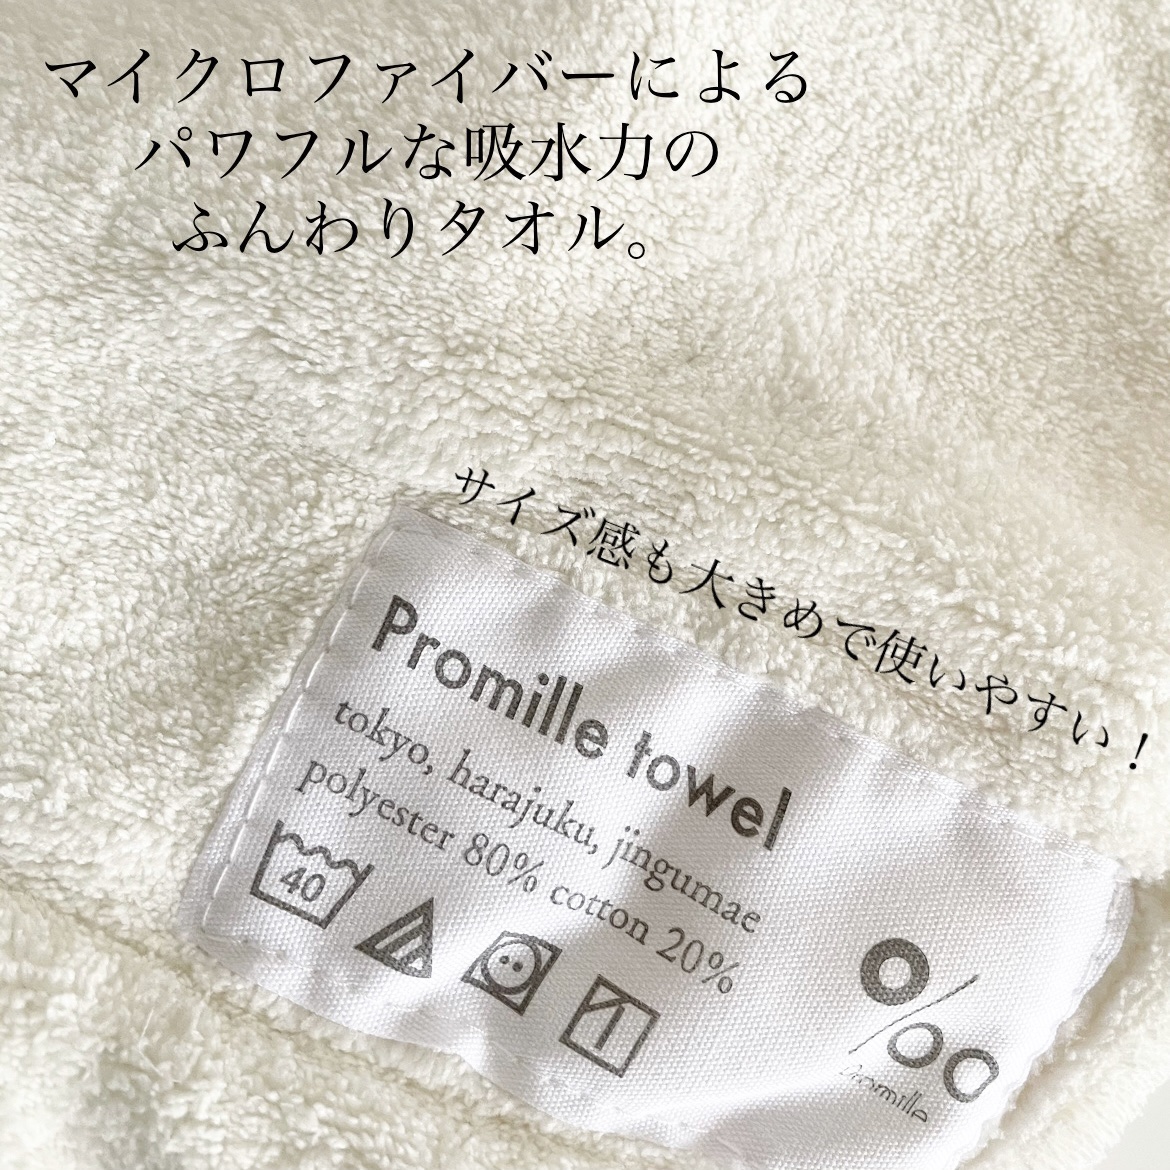 マイクロファイバーによる
パワフルな吸水力の
ふんわりタオル。
サイズ感も大きめで使いやすい！
Promille towel
tokyo, harajuku, jingumae
polyester 80% cotton 20%
40
Promille